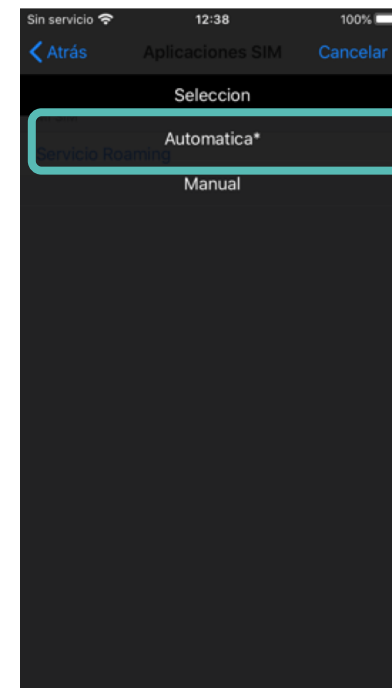 Sin servicio 12:38 100%
Atrás Aplicaciones SIM Cancelar
Seleccion
Automatica*
Servicio Roaming
Manual